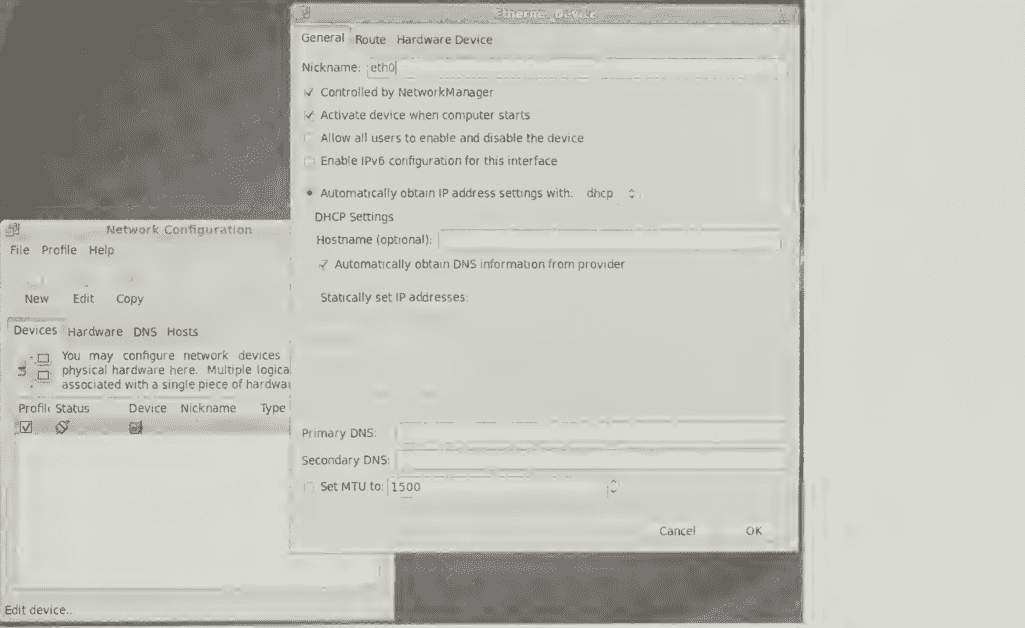 Ethernet device
General Route Hardware Device
Nickname: eth0
Controlled by NetworkManager
Activate device when computer starts
Allow all users to enable and disable the device
Enable IPv6 configuration for this interface
Automatically obtain IP address settings with: dhcp
DHCP Settings
Hostname (optional):
Automatically obtain DNS information from provider
Statically set IP addresses:
Primary DNS:
Secondary DNS:
Set MTU to: 1500
Cancel OK
Network Configuration
File Profile Help
New Edit Copy
Devices Hardware DNS Hosts
You may configure network devices
physical hardware here. Multiple logica
associated with a single piece of hardwa
Profile Status Device Nickname Type
Edit device..